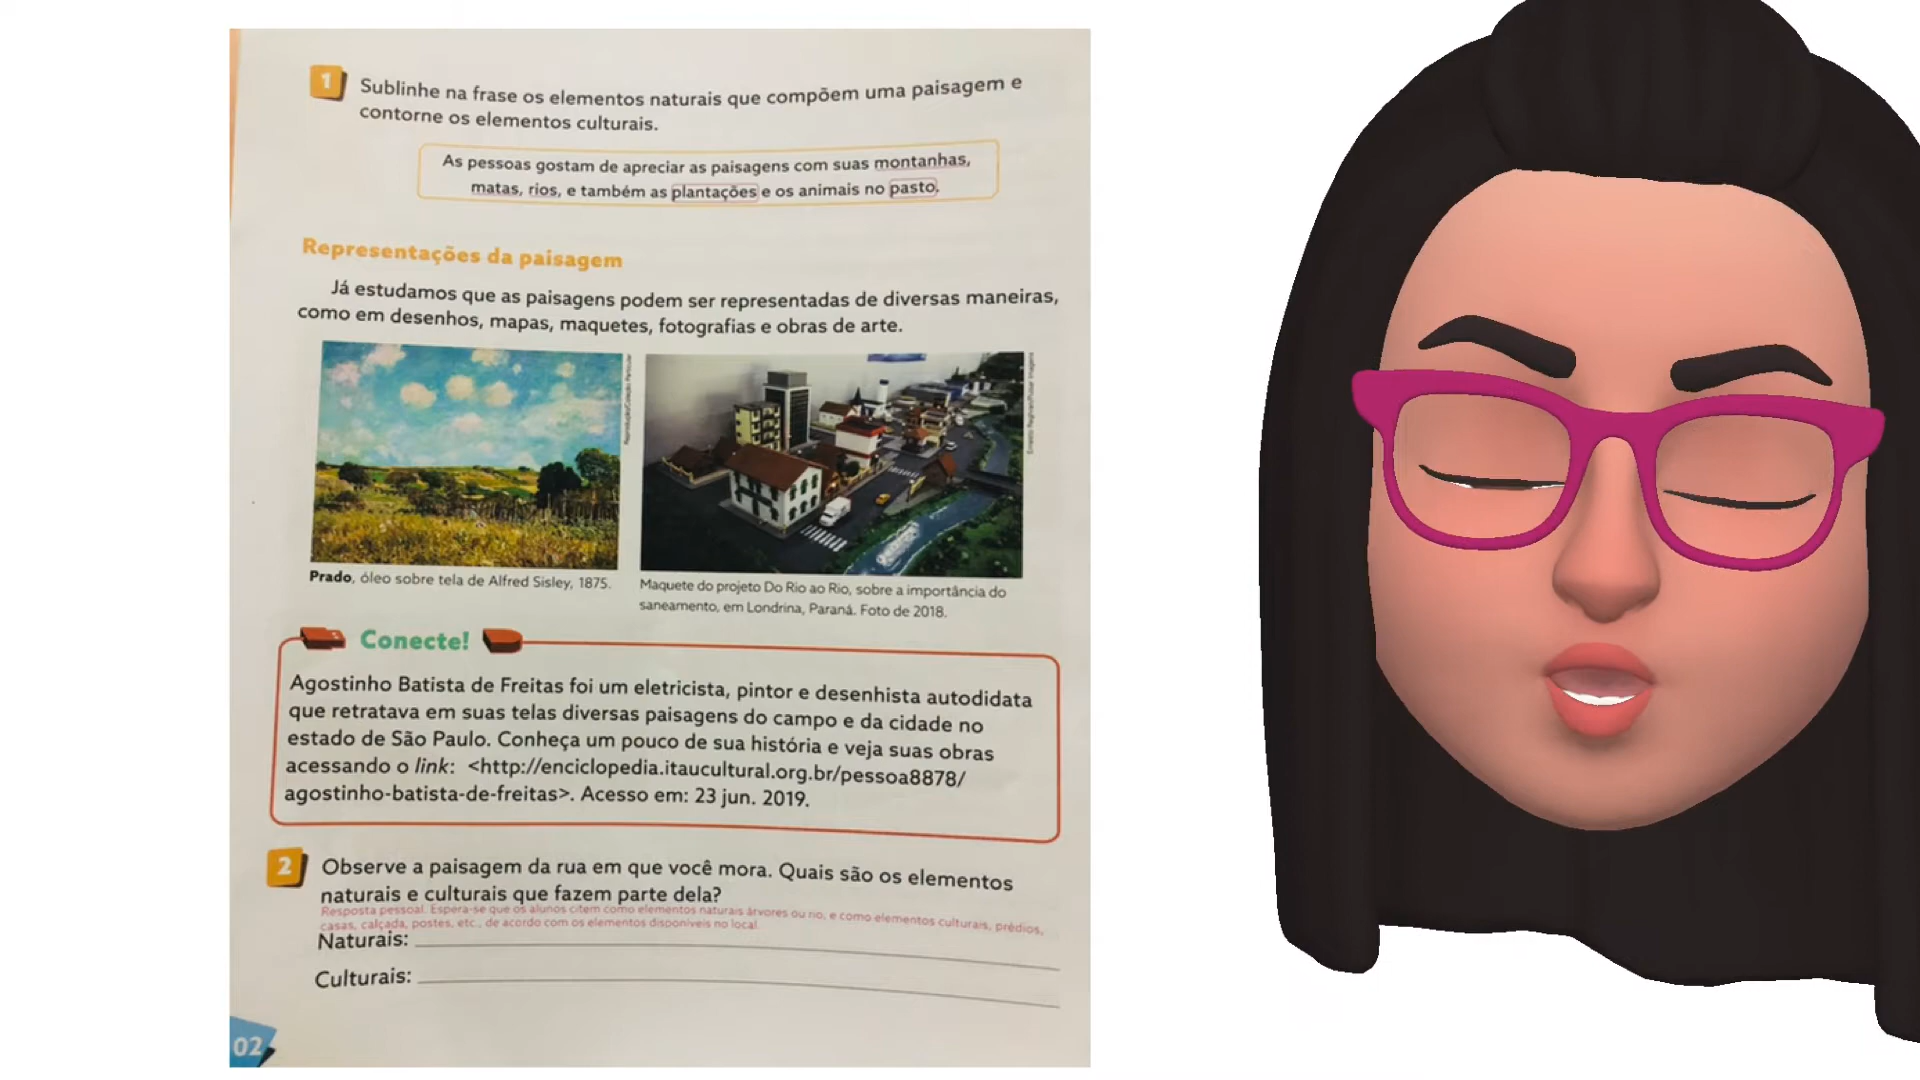 1
Sublinhe na frase os elementos naturais que compõem uma paisagem e
contorne os elementos culturais.
As pessoas gostam de apreciar as paisagens com suas montanhas,
matas, rios, e também as plantações e os animais no pasto.
Representações da paisagem
Já estudamos que as paisagens podem ser representadas de diversas maneiras,
como em desenhos, mapas, maquetes, fotografias e obras de arte.
Prado, óleo sobre tela de Alfred Sisley, 1875.
Maquete do projeto Do Rio ao Rio, sobre a importância do
saneamento, em Londrina, Paraná. Foto de 2018.
Conecte!
Agostinho Batista de Freitas foi um eletricista, pintor e desenhista autodidata
que retratava em suas telas diversas paisagens do campo e da cidade no
estado de São Paulo. Conheça um pouco de sua história e veja suas obras
acessando o link: <http://enciclopedia.itaucultural.org.br/pessoa8878/
agostinho-batista-de-freitas>. Acesso em: 23 jun. 2019.
2
Observe a paisagem da rua em que você mora. Quais são os elementos
naturais e culturais que fazem parte dela?
Resposta pessoal. Espera-se que os alunos citem como elementos naturais árvores ou rio, e como elementos culturais, prédios,
casas, calçada, postes, etc., de acordo com os elementos disponíveis no local.
Naturais:
Culturais:
02